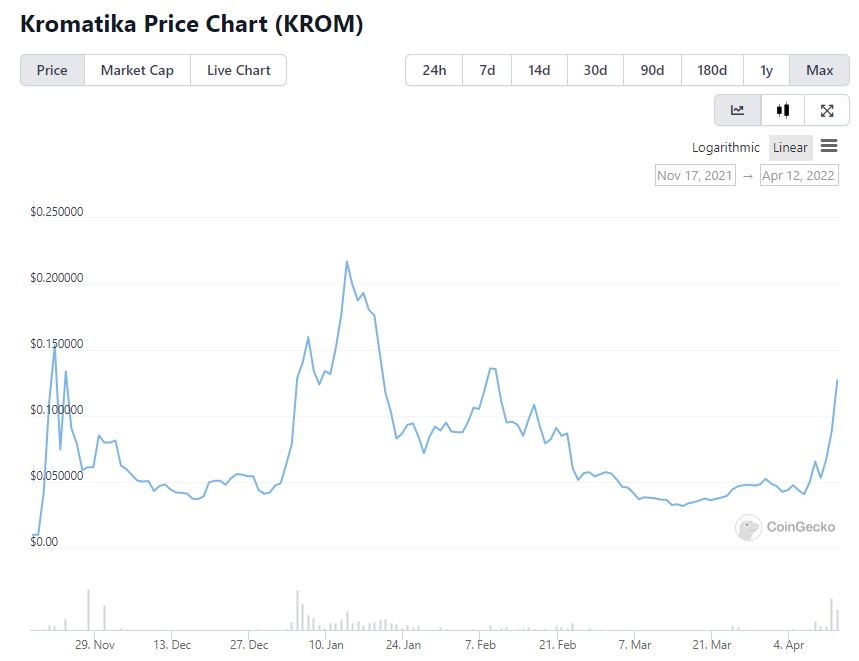 Kromatika Price Chart (KROM)
Price Market Cap Live Chart 24h 7d 14d 30d 90d 180d 1y Max
Logarithmic Linear
Nov 17, 2021 → Apr 12, 2022
$0.250000
$0.200000
$0.150000
$0.100000
$0.050000
CoinGecko
$0.00
29. Nov 13. Dec 27. Dec 10. Jan 24. Jan 7. Feb 21. Feb 7. Mar 21. Mar 4. Apr